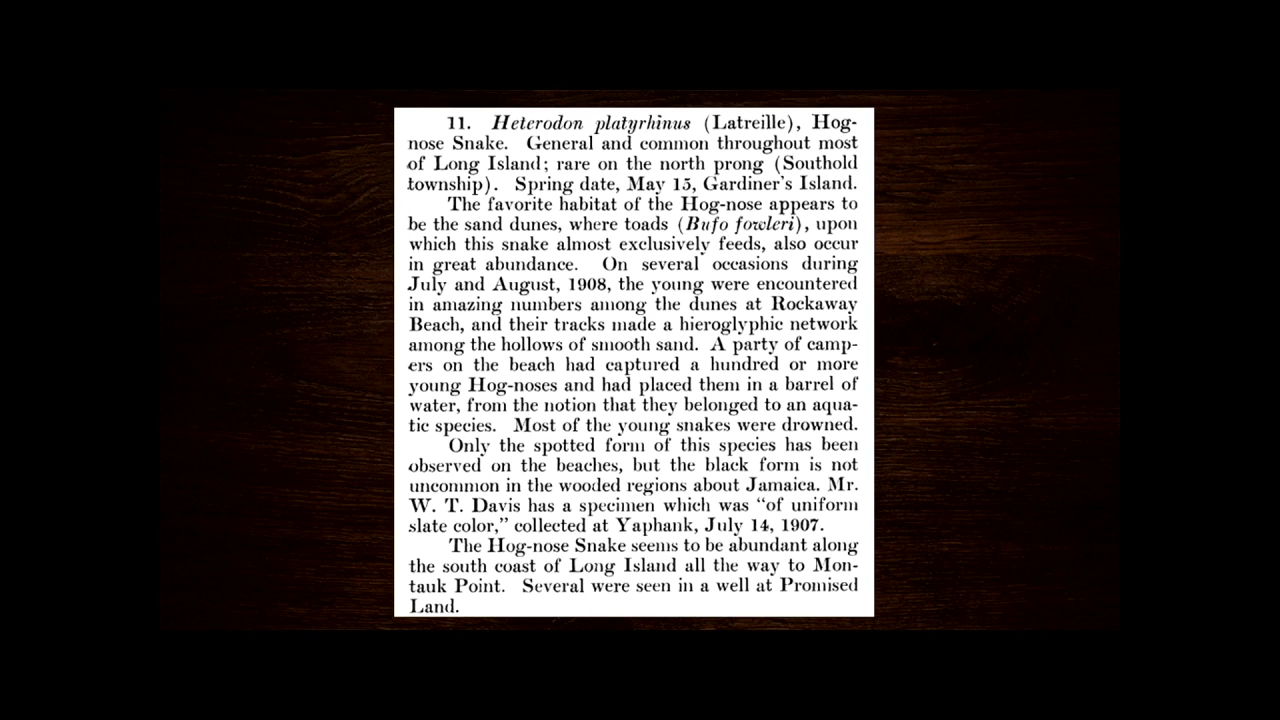 11. Heterodon platyrhinus (Latreille), Hog-
nose Snake. General and common throughout most
of Long Island; rare on the north prong (Southold
township). Spring date, May 15, Gardiner's Island.
The favorite habitat of the Hog-nose appears to
be the sand dunes, where toads (Bufo fowleri), upon
which this snake almost exclusively feeds, also occur
in great abundance. On several occasions during
July and August, 1908, the young were encountered
in amazing numbers among the dunes at Rockaway
Beach, and their tracks made a hieroglyphic network
among the hollows of smooth sand. A party of camp-
ers on the beach had captured a hundred or more
young Hog-noses and had placed them in a barrel of
water, from the notion that they belonged to an aqua-
tic species. Most of the young snakes were drowned.
Only the spotted form of this species has been
observed on the beaches, but the black form is not
uncommon in the wooded regions about Jamaica. Mr.
W. T. Davis has a specimen which was “of uniform
slate color,” collected at Yaphank, July 14, 1907.
The Hog-nose Snake seems to be abundant along
the south coast of Long Island all the way to Mon-
tauk Point. Several were seen in a well at Promised
Land.